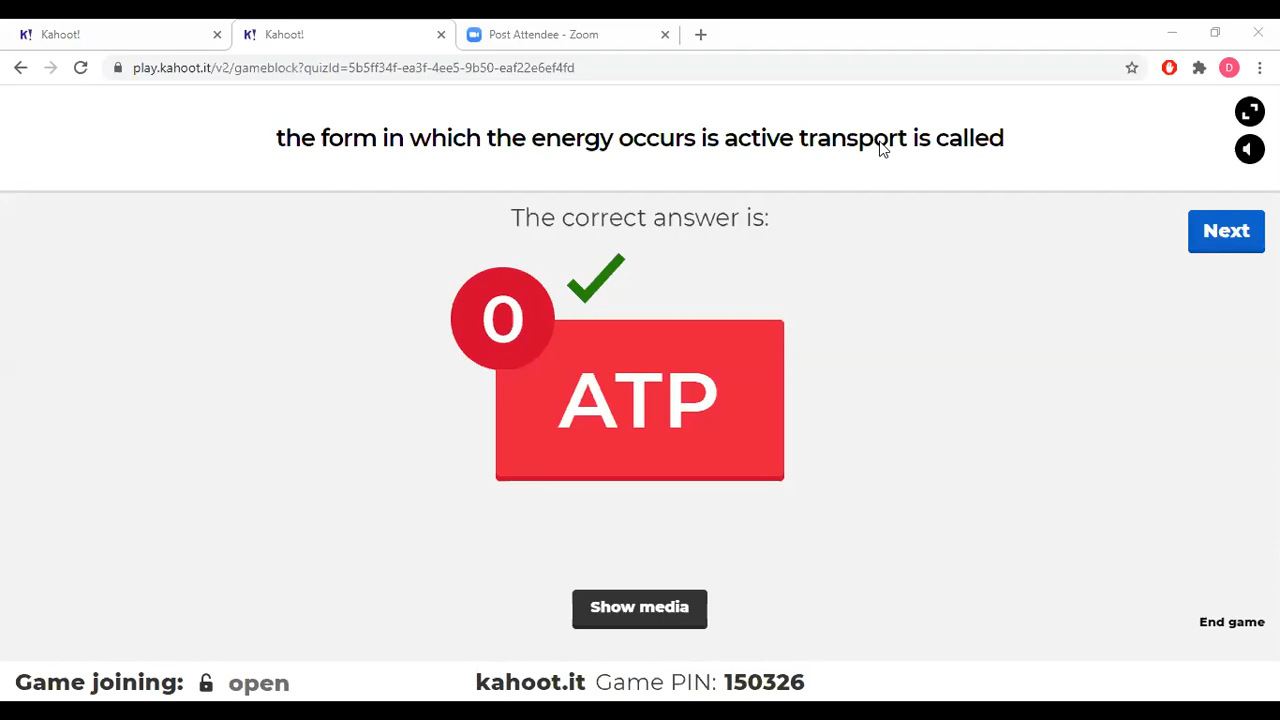 K! Kahoot!
K! Kahoot!
Post Attendee - Zoom
play.kahoot.it/v2/gameblock?quizId=5b5ff34f-ea3f-4ee5-9b50-eaf22e6ef4fd
D
the form in which the energy occurs is active transport is called
The correct answer is:
Next
0
ATP
Show media
End game
Game joining: open
kahoot.it Game PIN: 150326